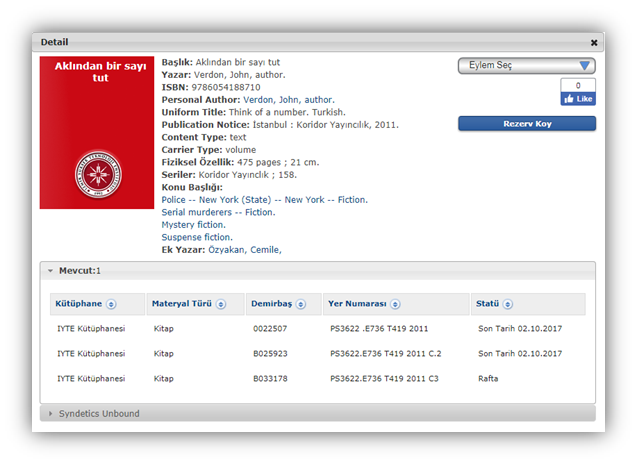 Detail
Aklından bir sayı
tut
Başlık: Aklından bir sayı tut
Yazar: Verdon, John, author.
ISBN: 9786054188710
Personal Author: Verdon, John, author.
Uniform Title: Think of a number. Turkish.
Publication Notice: İstanbul : Koridor Yayıncılık, 2011.
Content Type: text
Carrier Type: volume
Fiziksel Özellik: 475 pages ; 21 cm.
Seriler: Koridor Yayıncılık ; 158.
Konu Başlığı:
Police -- New York (State) -- New York -- Fiction.
Serial murderers -- Fiction.
Mystery fiction.
Suspense fiction.
Ek Yazar: Özyakan, Cemile,
Eylem Seç
0
Like
Rezerv Koy
Mevcut:1
Kütüphane Materyal Türü Demirbaş Yer Numarası Statü
IYTE Kütüphanesi Kitap 0022507 PS3622 .E736 T419 2011 Son Tarih 02.10.2017
IYTE Kütüphanesi Kitap B025923 PS3622.E736 T419 2011 C.2 Son Tarih 02.10.2017
IYTE Kütüphanesi Kitap B033178 PS3622.E736 T419 2011 C3 Rafta
Syndetics Unbound